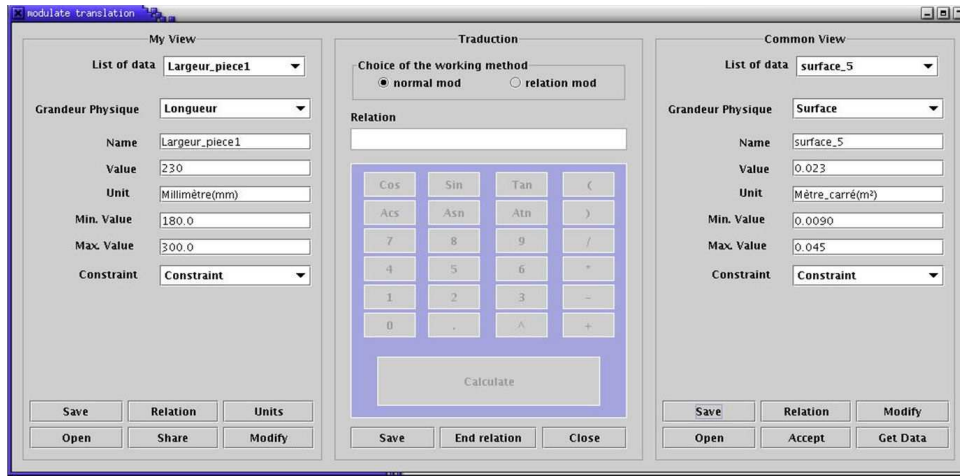 modulate translation
My View
List of data Largeur_piece1
Grandeur Physique Longueur
Name Largeur_piece1
Value 230
Unit Millimètre(mm)
Min. Value 180.0
Max. Value 300.0
Constraint Constraint
Save Relation Units
Open Share Modify
Traduction
Choice of the working method
normal mod relation mod
Relation
Cos Sin Tan (
Acs Asn Atn )
7 8 9 /
4 5 6 *
1 2 3 -
0 . ^ +
Calculate
Save End relation Close
Common View
List of data surface_5
Grandeur Physique Surface
Name surface_5
Value 0.023
Unit Mètre_carré(m²)
Min. Value 0.0090
Max. Value 0.045
Constraint Constraint
Save Relation Modify
Open Accept Get Data